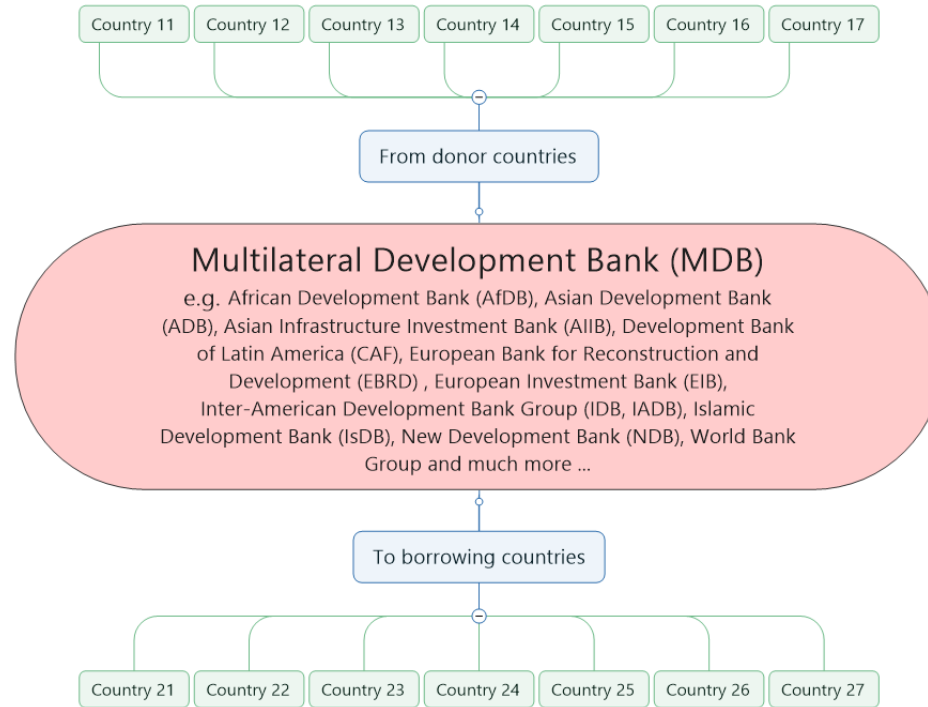 Country 11 Country 12 Country 13 Country 14 Country 15 Country 16 Country 17
From donor countries
Multilateral Development Bank (MDB)
e.g. African Development Bank (AfDB), Asian Development Bank
(ADB), Asian Infrastructure Investment Bank (AIIB), Development Bank
of Latin America (CAF), European Bank for Reconstruction and
Development (EBRD) , European Investment Bank (EIB),
Inter-American Development Bank Group (IDB, IADB), Islamic
Development Bank (IsDB), New Development Bank (NDB), World Bank
Group and much more ...
To borrowing countries
Country 21 Country 22 Country 23 Country 24 Country 25 Country 26 Country 27